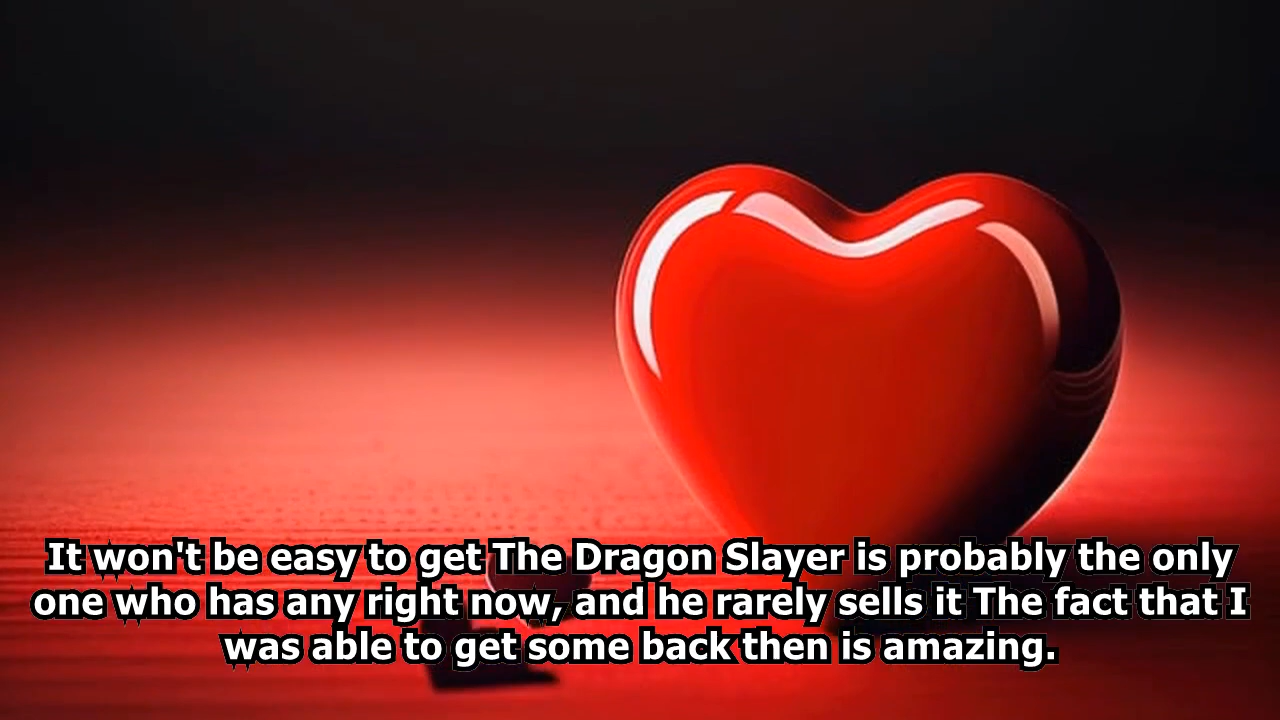 It won't be easy to get The Dragon Slayer is probably the only
one who has any right now, and he rarely sells it The fact that I
was able to get some back then is amazing.